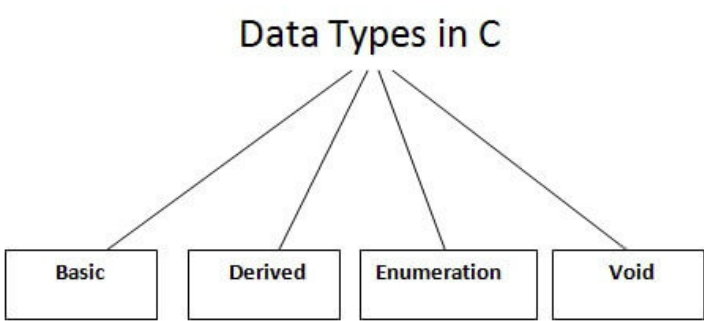 Data Types in C
Basic
Derived
Enumeration
Void